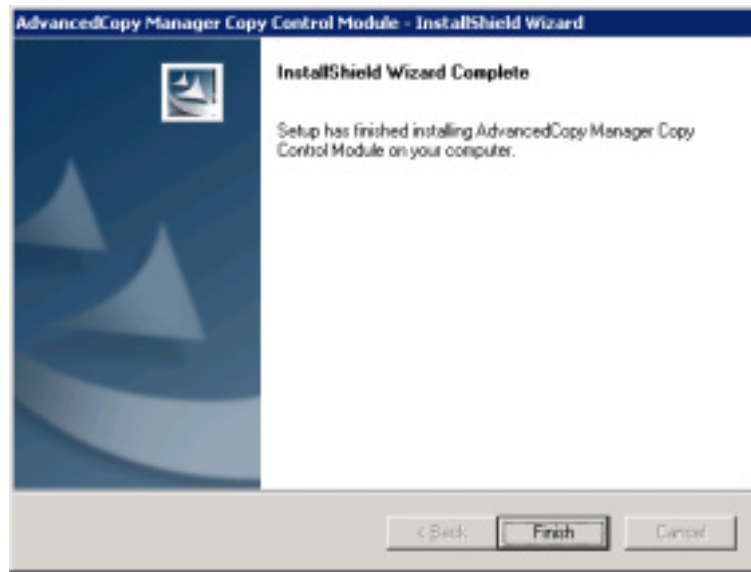 AdvancedCopy Manager Copy Control Module - InstallShield Wizard
InstallShield Wizard Complete
Setup has finished installing AdvancedCopy Manager Copy
Control Module on your computer.
< Back
Finish
Cancel